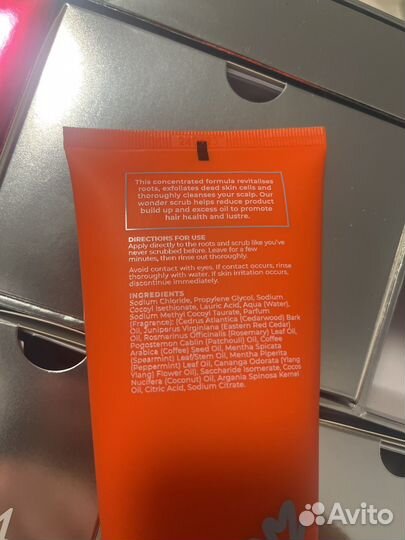 This concentrated formula revitalises
roots, exfoliates dead skin cells and
thoroughly cleanses your scalp. Our
wonder scrub helps reduce product
build up and excess oil to promote
hair health and lustre.
DIRECTIONS FOR USE
Apply directly to the roots and scrub like you've
never scrubbed before. Leave for a few
minutes, then rinse out thoroughly.
Avoid contact with eyes. If contact occurs, rinse
thoroughly with water. If skin irritation occurs,
discontinue immediately.
INGREDIENTS
Sodium Chloride, Propylene Glycol, Sodium
Cocoyl Isethionate, Lauric Acid, Aqua (Water),
Sodium Methyl Cocoyl Taurate, Parfum
(Fragrance): (Cedrus Atlantica (Cedarwood) Bark
Oil, Juniperus Virginiana (Eastern Red Cedar)
Oil, Rosmerinus Officinalis (Rosemary) Leaf Oil,
Pogostemon Cablin (Patchouli) Oil, Coffee
Arabica (Coffee) Seed Oil, Mentha Spicata
(Spearmint) Leaf/Stem Oil, Mentha Piperita
(Peppermint) Leaf Oil, Cananga Odorata (Ylang
Ylang) Flower Oil), Saccharide Isomerate, Cocos
Nucifera (Coconut) Oil, Argania Spinosa Kernel
Oil, Citric Acid, Sodium Citrate.
Avito